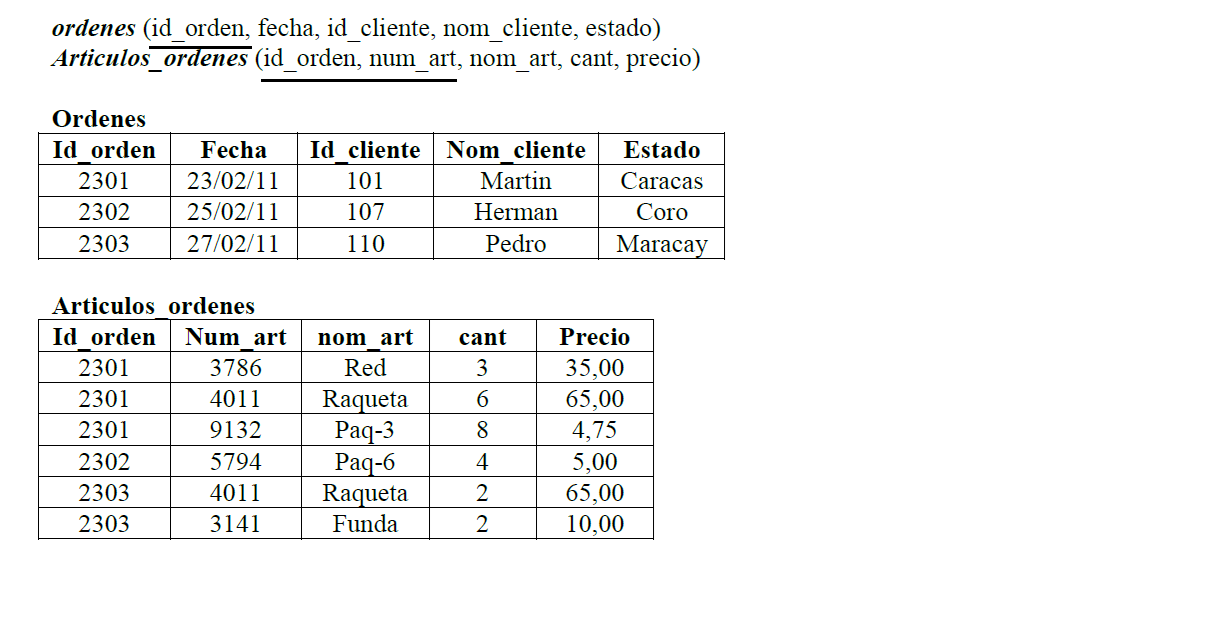 ordenes (id_orden, fecha, id_cliente, nom_cliente, estado)
Articulos_ordenes (id_orden, num_art, nom_art, cant, precio)
Ordenes
Id_orden Fecha Id_cliente Nom_cliente Estado
2301 23/02/11 101 Martin Caracas
2302 25/02/11 107 Herman Coro
2303 27/02/11 110 Pedro Maracay
Articulos_ordenes
Id_orden Num_art nom_art cant Precio
2301 3786 Red 3 35,00
2301 4011 Raqueta 6 65,00
2301 9132 Paq-3 8 4,75
2302 5794 Paq-6 4 5,00
2303 4011 Raqueta 2 65,00
2303 3141 Funda 2 10,00